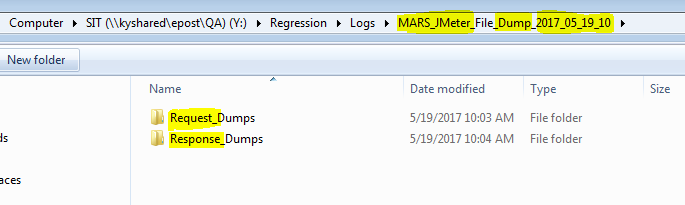 Computer ▸ SIT (\\kyshared\epost\QA) (Y:) ▸ Regression ▸ Logs ▸ MARS_JMeter_File_Dump_2017_05_19_10 ▸
New folder
Name Date modified Type Size
Request_Dumps 5/19/2017 10:03 AM File folder
ds Response_Dumps 5/19/2017 10:04 AM File folder
aces